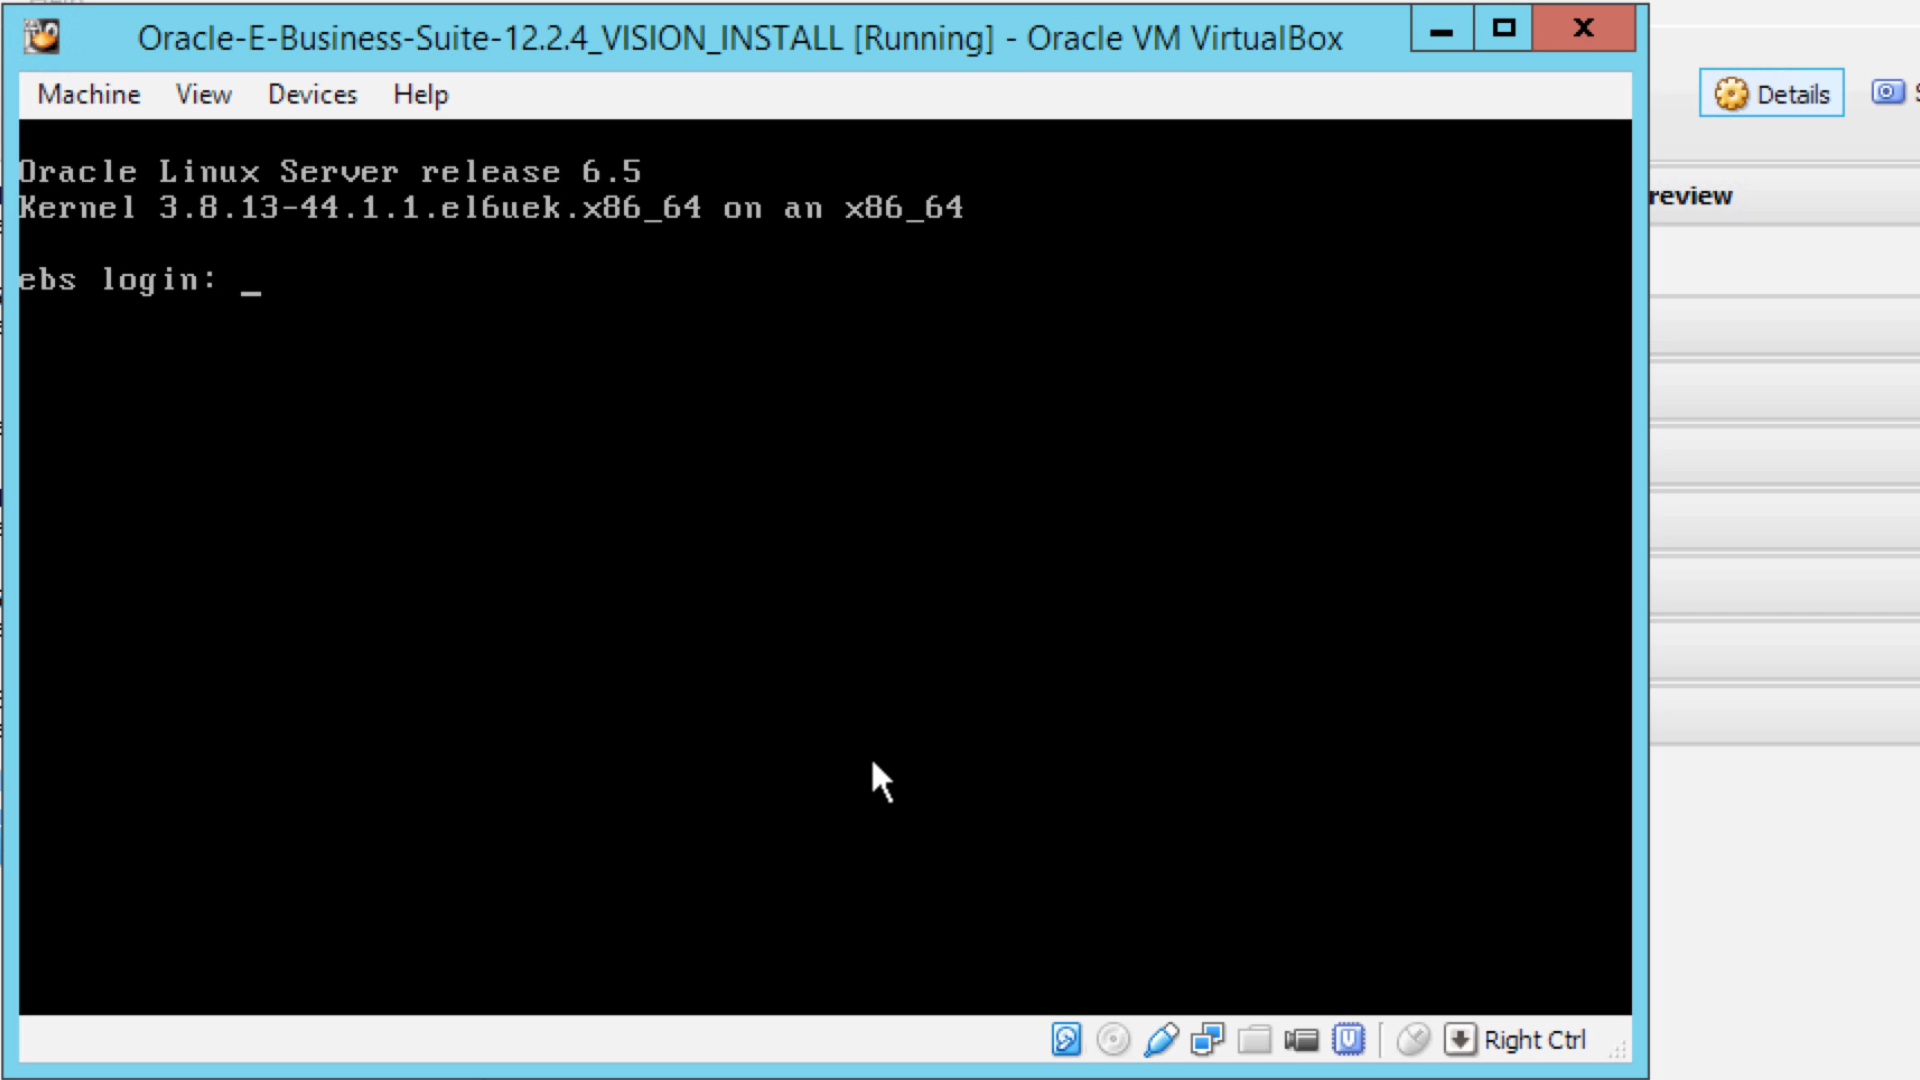 Oracle-E-Business-Suite-12.2.4_VISION_INSTALL [Running] - Oracle VM VirtualBox
Machine View Devices Help
Details
Oracle Linux Server release 6.5
Kernel 3.8.13-44.1.1.el6uek.x86_64 on an x86_64
review
ebs login: _
Right Ctrl